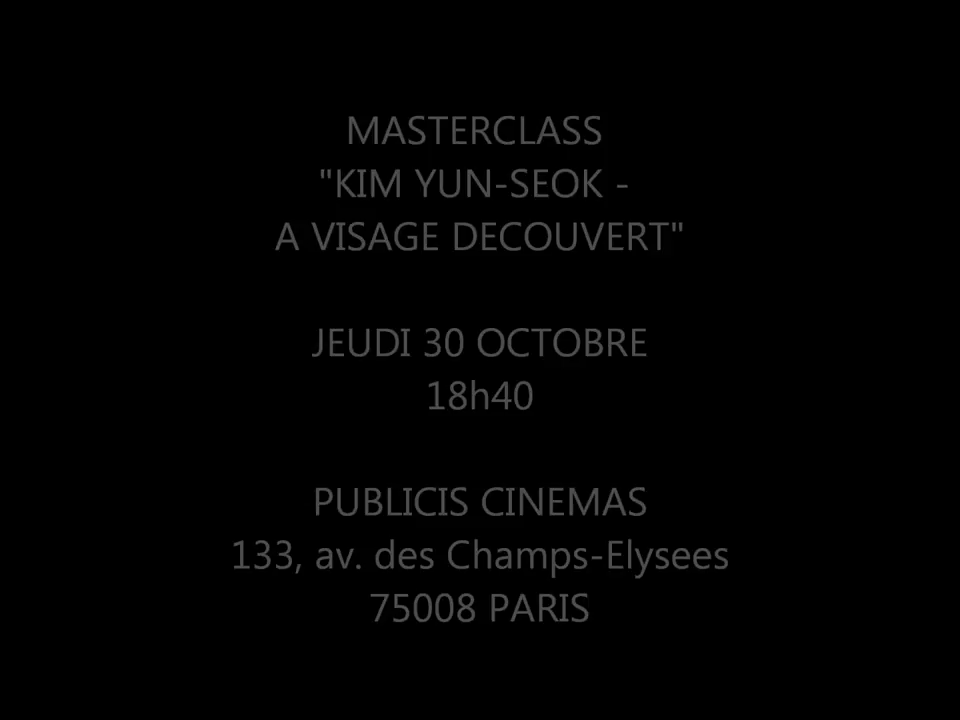 MASTERCLASS
"KIM YUN-SEOK -
A VISAGE DECOUVERT"
JEUDI 30 OCTOBRE
18h40
PUBLICIS CINEMAS
133, av. des Champs-Elysees
75008 PARIS